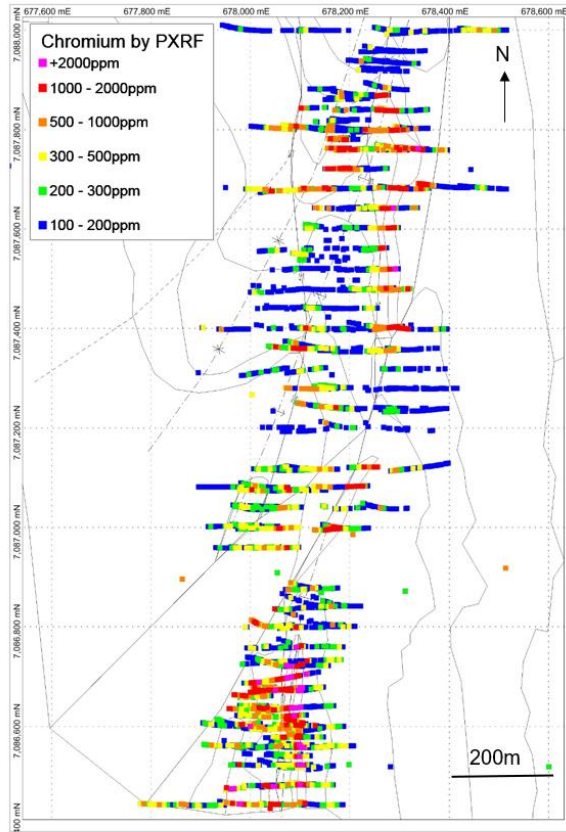 677,600 mE
677,800 mE
678,000 mE
678,200 mE
678,400 mE
678,600 mE
7,088,000 mN
Chromium by PXRF
+2000ppm
1000 - 2000ppm
500 - 1000ppm
300 - 500ppm
200 - 300ppm
100 - 200ppm
N
7,087,800 mN
7,087,600 mN
7,087,400 mN
7,087,200 mN
7,087,000 mN
7,086,800 mN
7,086,600 mN
200m
400 mN